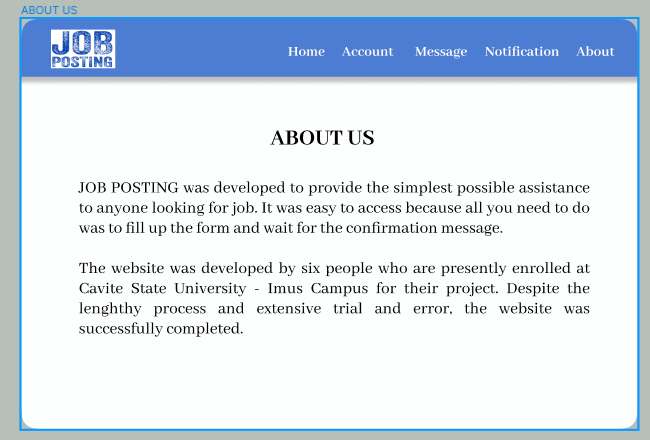 ABOUT US
JOB
POSTING
Home Account Message Notification About
ABOUT US
JOB POSTING was developed to provide the simplest possible assistance
to anyone looking for job. It was easy to access because all you need to do
was to fill up the form and wait for the confirmation message.
The website was developed by six people who are presently enrolled at
Cavite State University - Imus Campus for their project. Despite the
lenghthy process and extensive trial and error, the website was
successfully completed.